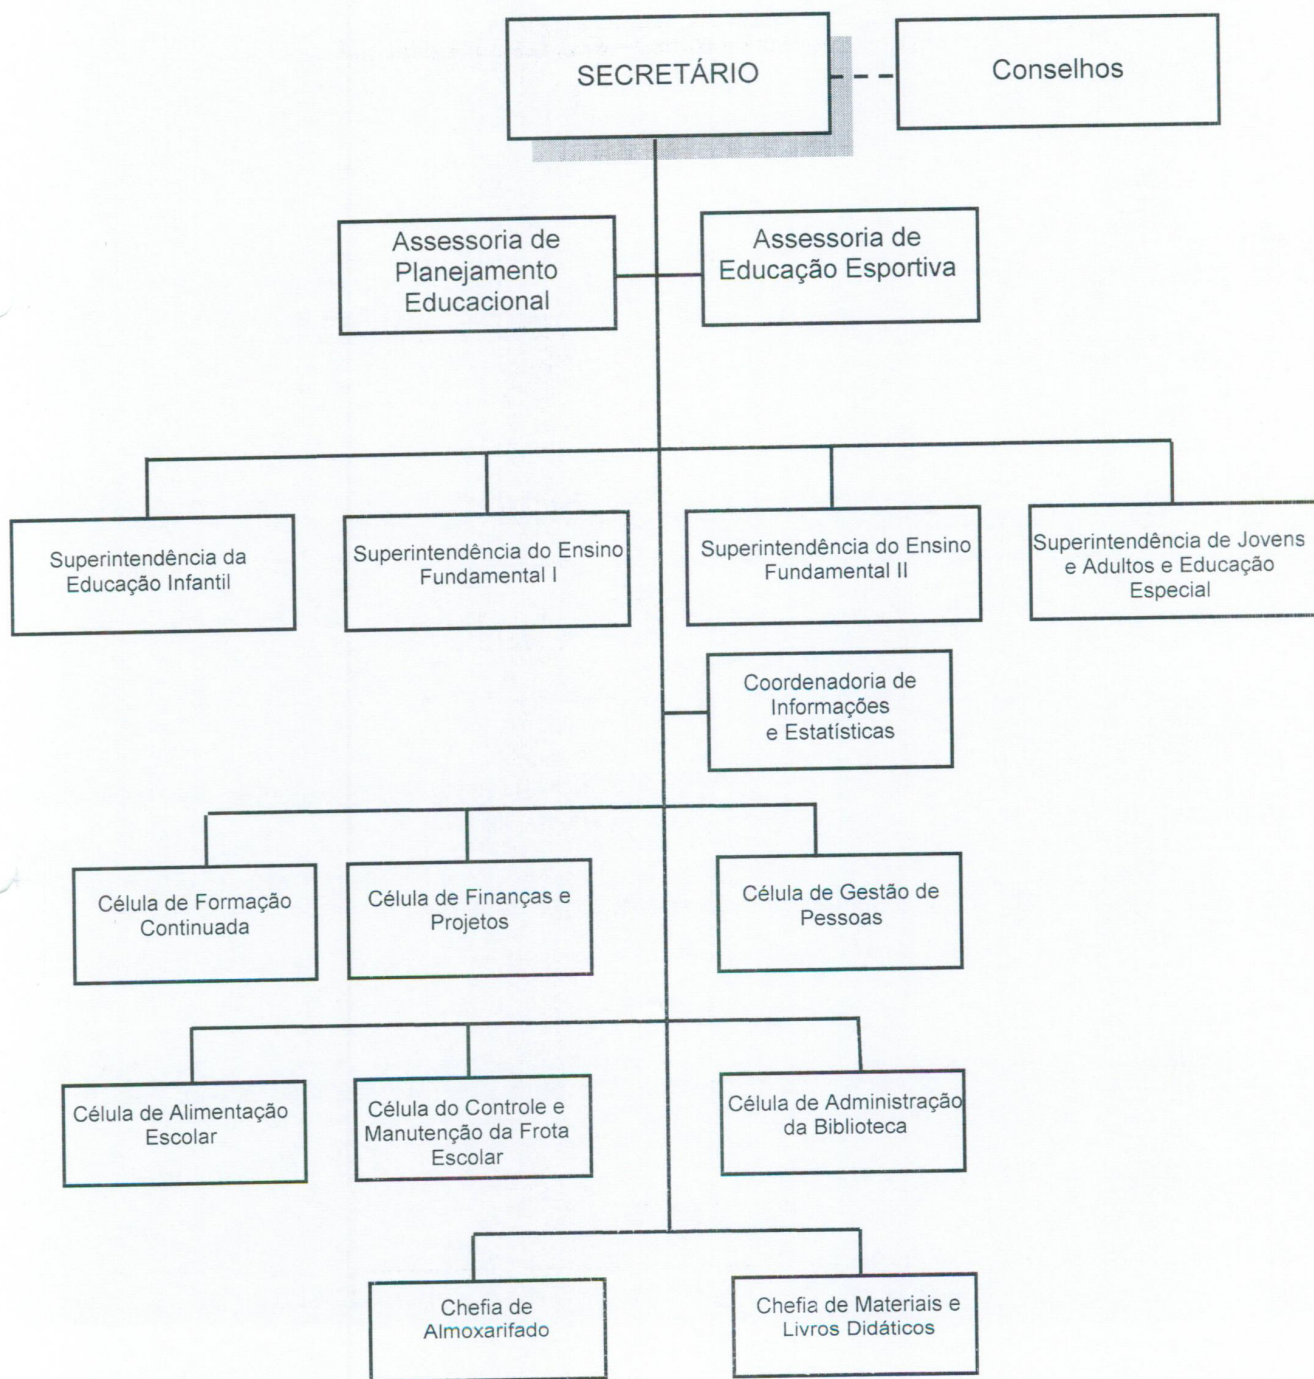 SECRETÁRIO
Conselhos
Assessoria de
Planejamento
Educacional
Assessoria de
Educação Esportiva
Superintendência da
Educação Infantil
Superintendência do Ensino
Fundamental I
Superintendência do Ensino
Fundamental II
Superintendência de Jovens
e Adultos e Educação
Especial
Coordenadoria de
Informações
e Estatísticas
Célula de Formação
Continuada
Célula de Finanças e
Projetos
Célula de Gestão de
Pessoas
Célula de Alimentação
Escolar
Célula do Controle e
Manutenção da Frota
Escolar
Célula de Administração
da Biblioteca
Chefia de
Almoxarifado
Chefia de Materiais e
Livros Didáticos